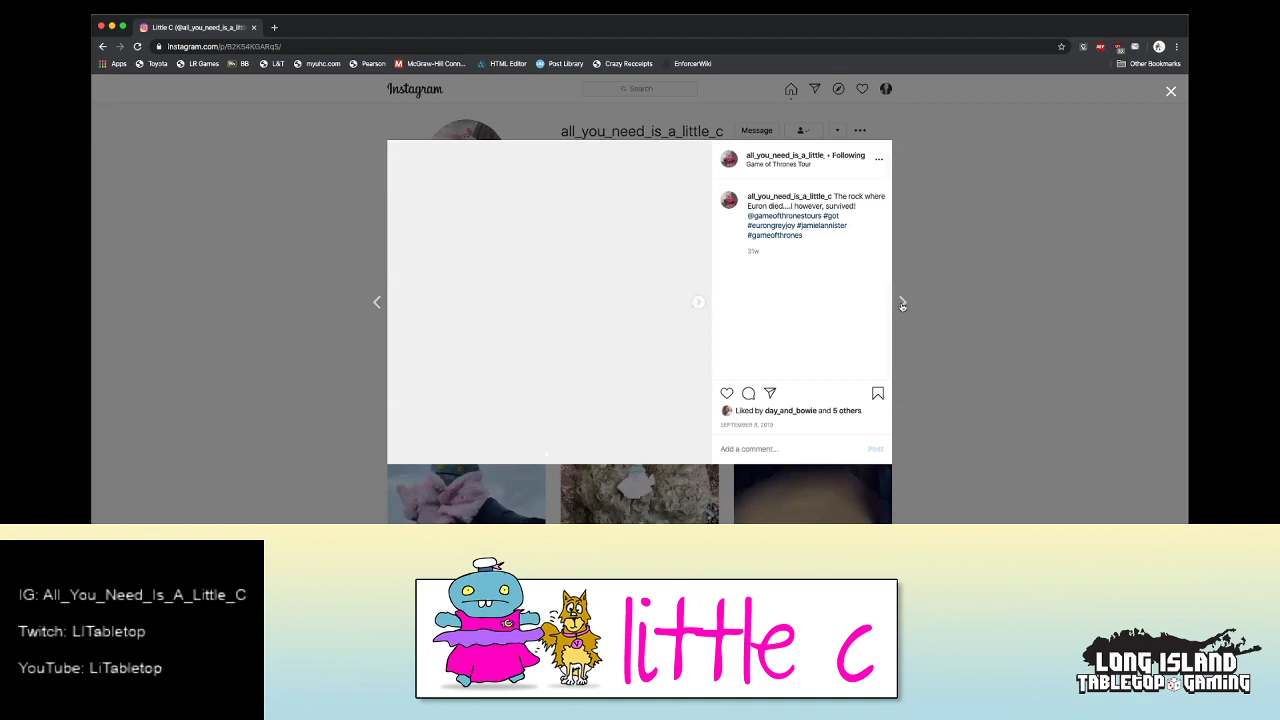 Little C (@all_you_need_is_a_littl
instagram.com/p/B2K54KGARqS/
Apps Toyota LR Games BB L&T myuhc.com Pearson McGraw-Hill Conn... HTML Editor Post Library Crazy Recceipts EnforcerWiki Other Bookmarks
Instagram
Search
all_you_need_is_a_little_c Message
all_you_need_is_a_little_ • Following
Game of Thrones Tour
all_you_need_is_a_little_c The rock where
Euron died....I however, survived!
@gameofthronestours #got
#eurongreyjoy #jamielannister
#gameofthrones
31w
Liked by day_and_bowie and 5 others
SEPTEMBER 8, 2019
Add a comment... Post
IG: All_You_Need_Is_A_Little_C
Twitch: LITabletop
YouTube: LiTabletop
little c
LONG ISLAND
TABLETOP GAMING